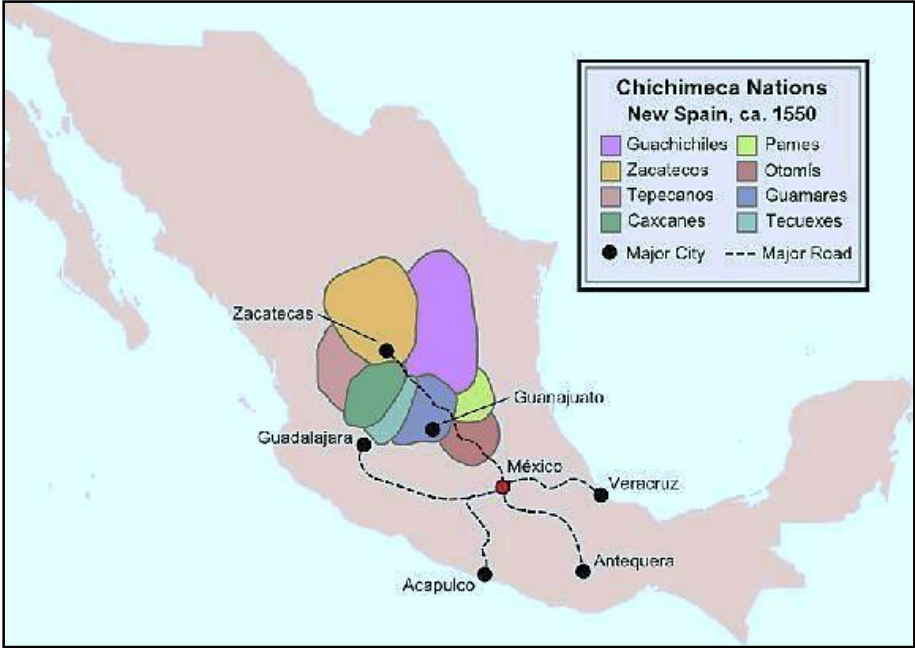 Chichimeca Nations
New Spain, ca. 1550
Guachichiles Pames
Zacatecos Otomís
Tepecanos Guamares
Caxcanes Tecuexes
Major City Major Road
Zacatecas
Guanajuato
Guadalajara
México
Veracruz
Antequera
Acapulco